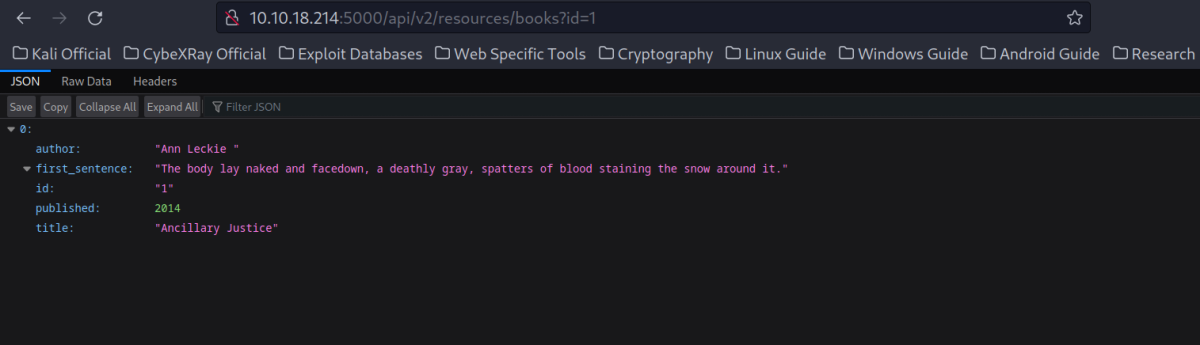 10.10.18.214:5000/api/v2/resources/books?id=1
Kali Official CybeXRay Official Exploit Databases Web Specific Tools Cryptography Linux Guide Windows Guide Android Guide Research
JSON Raw Data Headers
Save Copy Collapse All Expand All Filter JSON
0:
author: "Ann Leckie "
first_sentence: "The body lay naked and facedown, a deathly gray, spatters of blood staining the snow around it."
id: "1"
published: 2014
title: "Ancillary Justice"